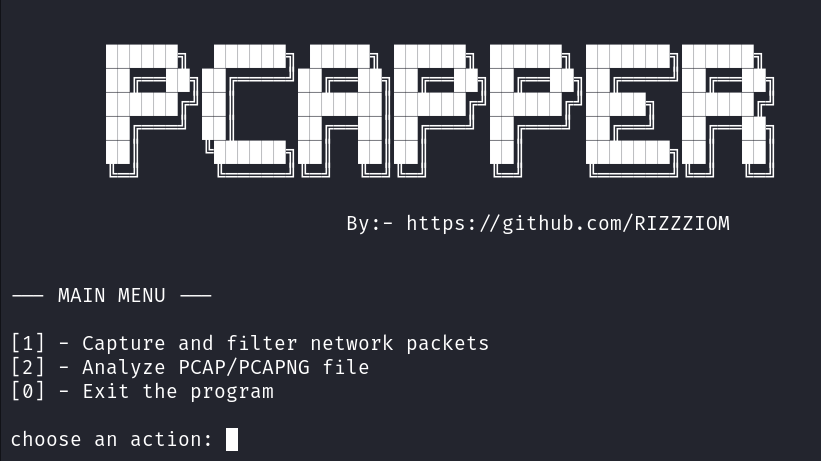 PCAPPER
By:- https://github.com/RIZZZIOM
— MAIN MENU —
[1] - Capture and filter network packets
[2] - Analyze PCAP/PCAPNG file
[0] - Exit the program
choose an action: